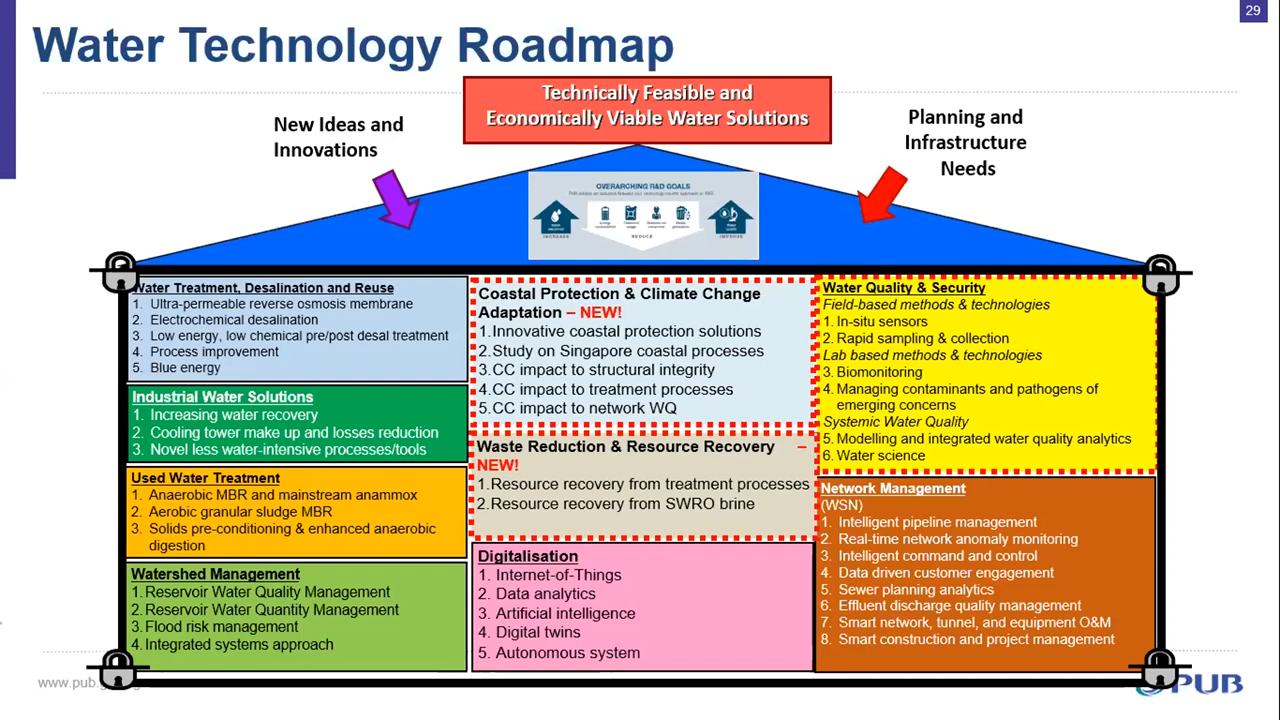 29
Water Technology Roadmap
Technically Feasible and
Economically Viable Water Solutions
New Ideas and
Innovations
Planning and
Infrastructure
Needs
OVERARCHING R&D GOALS
INCREASE
REDUCE
IMPROVE
Water Treatment, Desalination and Reuse
1. Ultra-permeable reverse osmosis membrane
2. Electrochemical desalination
3. Low energy, low chemical pre/post desal treatment
4. Process improvement
5. Blue energy
Industrial Water Solutions
1. Increasing water recovery
2. Cooling tower make up and losses reduction
3. Novel less water-intensive processes/tools
Used Water Treatment
1. Anaerobic MBR and mainstream anammox
2. Aerobic granular sludge MBR
3. Solids pre-conditioning & enhanced anaerobic
digestion
Watershed Management
1. Reservoir Water Quality Management
2. Reservoir Water Quantity Management
3. Flood risk management
4. Integrated systems approach
Coastal Protection & Climate Change
Adaptation – NEW!
1. Innovative coastal protection solutions
2. Study on Singapore coastal processes
3. CC impact to structural integrity
4. CC impact to treatment processes
5. CC impact to network WQ
Waste Reduction & Resource Recovery –
NEW!
1. Resource recovery from treatment processes
2. Resource recovery from SWRO brine
Digitalisation
1. Internet-of-Things
2. Data analytics
3. Artificial intelligence
4. Digital twins
5. Autonomous system
Water Quality & Security
Field-based methods & technologies
1. In-situ sensors
2. Rapid sampling & collection
Lab based methods & technologies
3. Biomonitoring
4. Managing contaminants and pathogens of
emerging concerns
Systemic Water Quality
5. Modelling and integrated water quality analytics
6. Water science
Network Management
(WSN)
1. Intelligent pipeline management
2. Real-time network anomaly monitoring
3. Intelligent command and control
4. Data driven customer engagement
5. Sewer planning analytics
6. Effluent discharge quality management
7. Smart network, tunnel, and equipment O&M
8. Smart construction and project management
www.pub.g
PUB